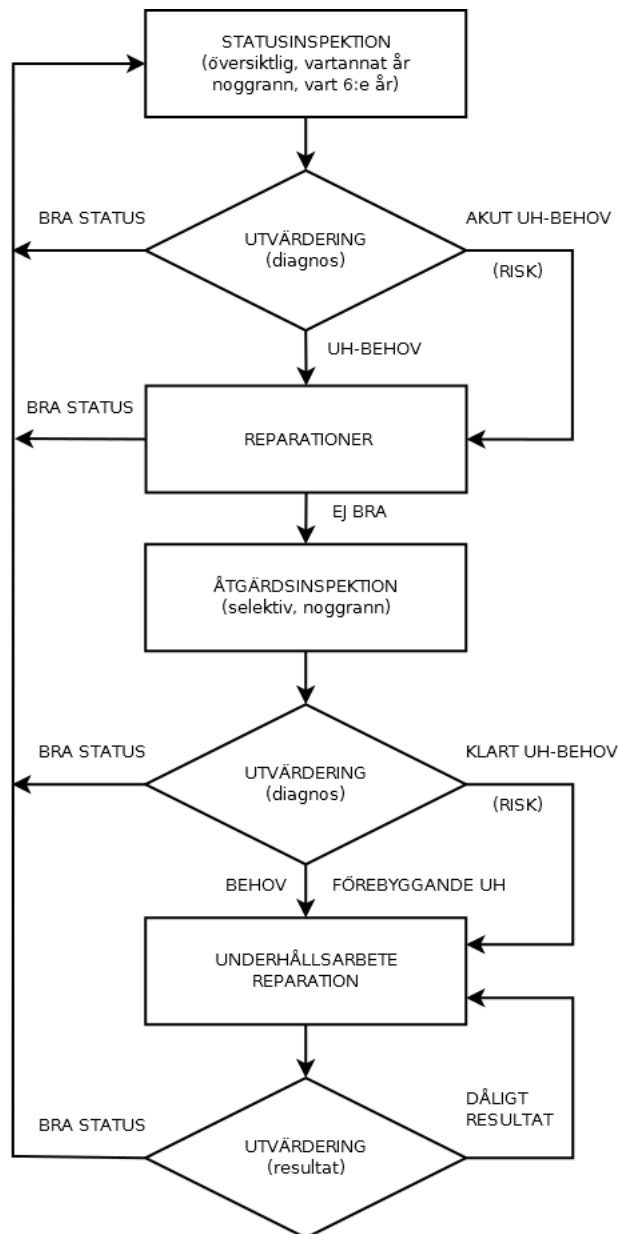 STATUSINSPEKTION
(översiktlig, vartannat år
noggrann, vart 6:e år)
BRA STATUS
AKUT UH-BEHOV
UTVÄRDERING
(diagnos)
(RISK)
UH-BEHOV
BRA STATUS
REPARATIONER
EJ BRA
ÅTGÄRDSINSPEKTION
(selektiv, noggrann)
BRA STATUS
KLART UH-BEHOV
UTVÄRDERING
(diagnos)
(RISK)
BEHOV
FÖREBYGGANDE UH
UNDERHÅLLSARBETE
REPARATION
DÅLIGT
RESULTAT
BRA STATUS
UTVÄRDERING
(resultat)